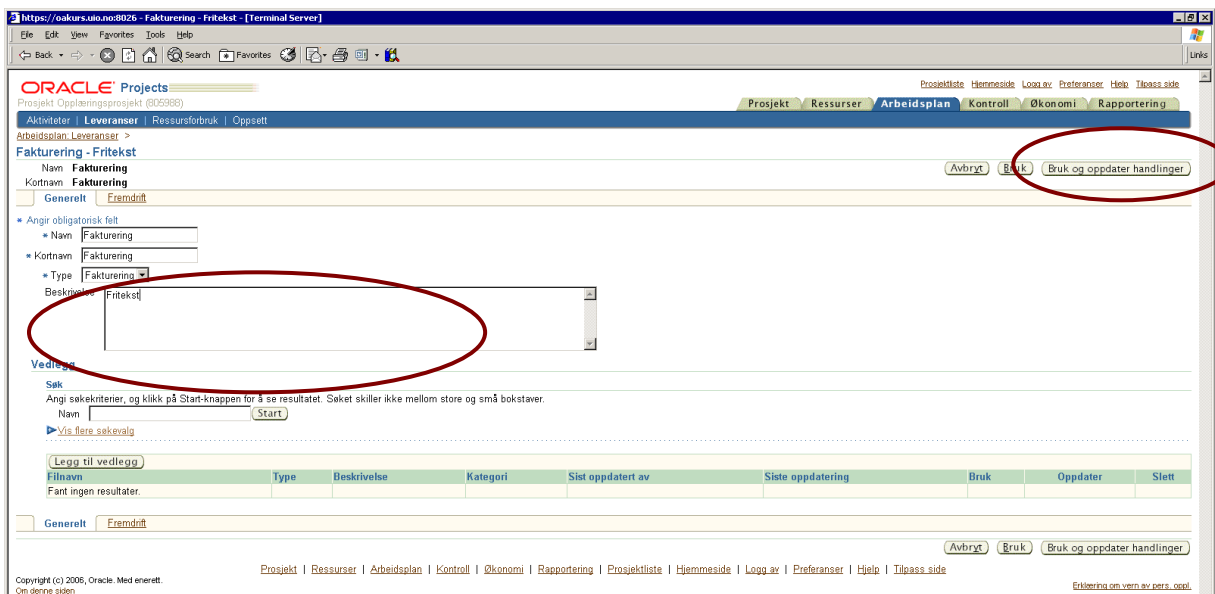 https://oakurs.uio.no:8026 - Fakturering - Fritekst - [Terminal Server]
File Edit View Favorites Tools Help
Back Search Favorites Links
ORACLE Projects
Prosjektliste Hjemmeside Logg av Preferanser Hjelp Tilpass side
Prosjekt Opplæringsprosjekt (805988)
Prosjekt Ressurser Arbeidsplan Kontroll Økonomi Rapportering
Aktiviteter | Leveranser | Ressursforbruk | Oppsett
Arbeidsplan: Leveranser >
Fakturering - Fritekst
Navn Fakturering
Avbryt Bruk Bruk og oppdater handlinger
Kortnavn Fakturering
Generelt Fremdrift
* Angir obligatorisk felt
* Navn Fakturering
* Kortnavn Fakturering
* Type Fakturering
Beskrivelse Fritekst
Vedlegg
Søk
Angi søkekriterier, og klikk på Start-knappen for å se resultatet. Søket skiller ikke mellom store og små bokstaver.
Navn Start
Vis flere søkevalg
Legg til vedlegg
Filnavn Type Beskrivelse Kategori Sist oppdatert av Siste oppdatering Bruk Oppdater Slett
Fant ingen resultater.
Generelt Fremdrift
Avbryt Bruk Bruk og oppdater handlinger
Prosjekt | Ressurser | Arbeidsplan | Kontroll | Økonomi | Rapportering | Prosjektliste | Hjemmeside | Logg av | Preferanser | Hjelp | Tilpass side
Copyright (c) 2006, Oracle. Med enerett.
Om denne siden
Erklæring om vern av pers. oppl.